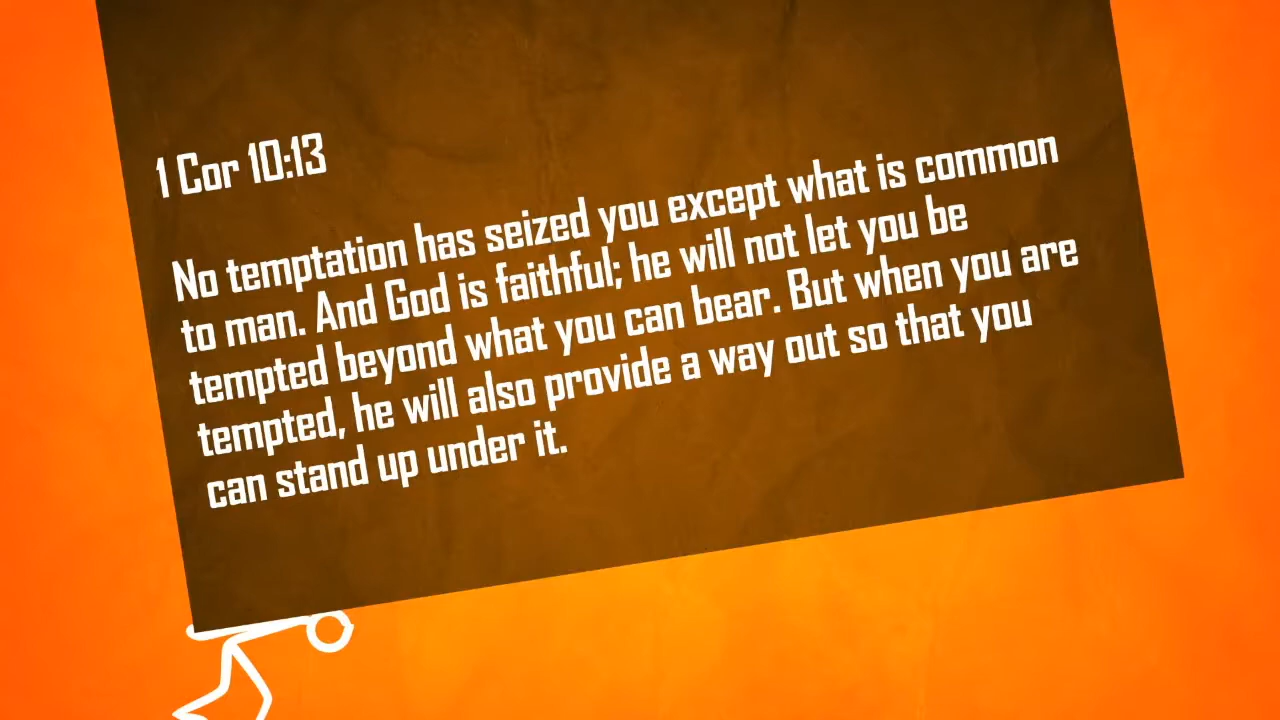 1 Cor 10:13
No temptation has seized you except what is common
to man. And God is faithful; he will not let you be
tempted beyond what you can bear. But when you are
tempted, he will also provide a way out so that you
can stand up under it.